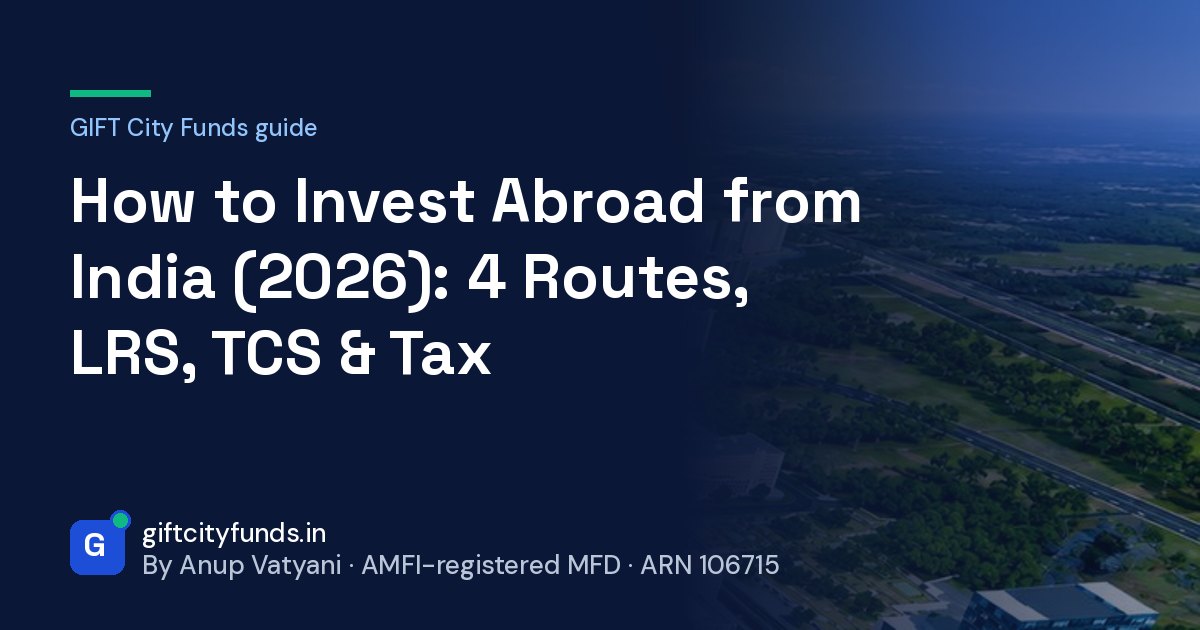 GIFT City Funds guide
How to Invest Abroad from
India (2026): 4 Routes,
LRS, TCS & Tax
G
giftcityfunds.in
By Anup Vatyani · AMFI-registered MFD · ARN 106715